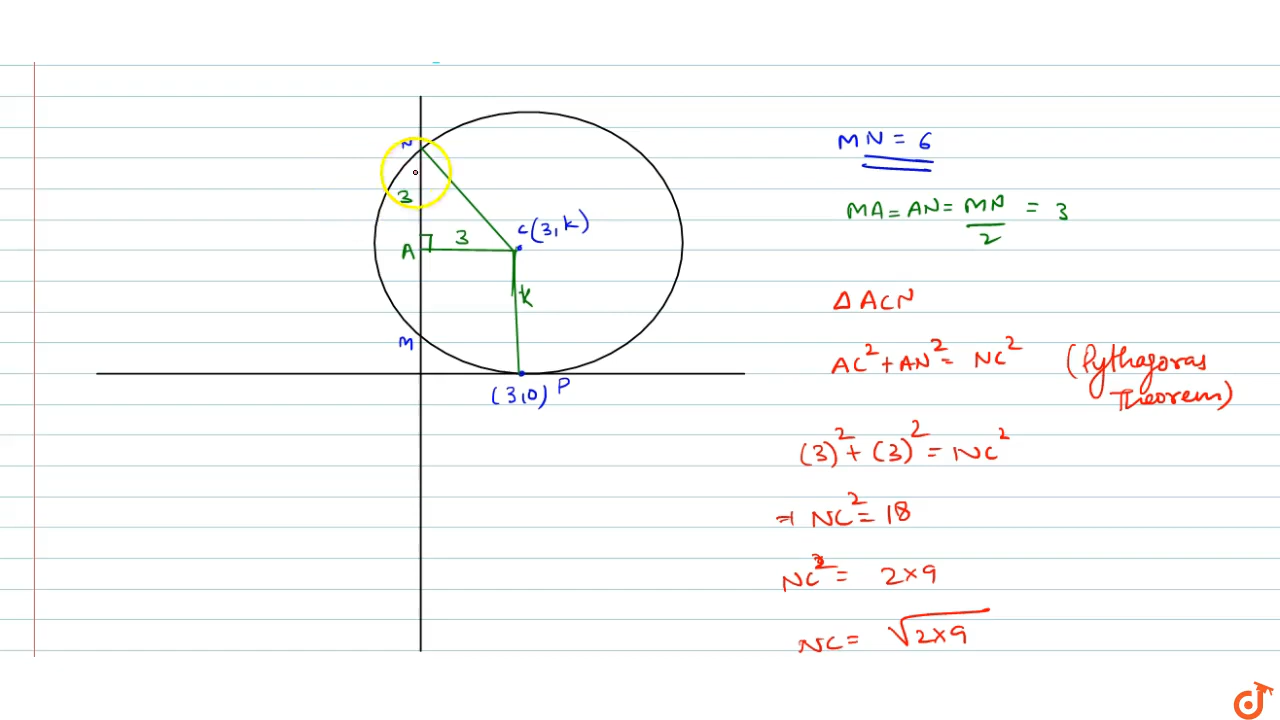 N
3
A
3
C(3,k)
k
M
(3,0) P
MN = 6
MA = AN = MN/2 = 3
Δ ACN
AC² + AN² = NC² (Pythagoras
Theorem)
(3)² + (3)² = NC²
⇒ NC² = 18
NC² = 2×9
NC = √2×9